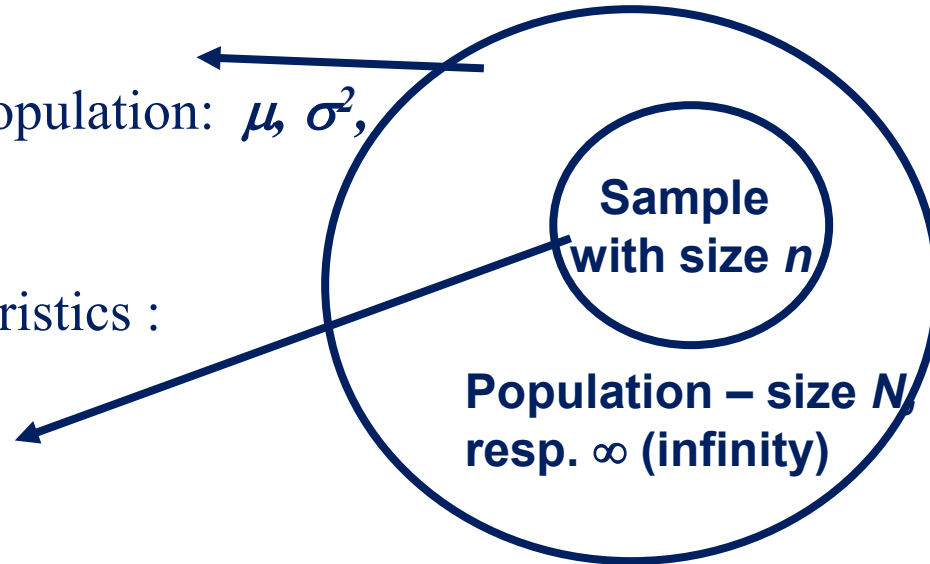 opulation: μ, σ²,
Sample
with size n
ristics :
Population – size N,
resp. ∞ (infinity)